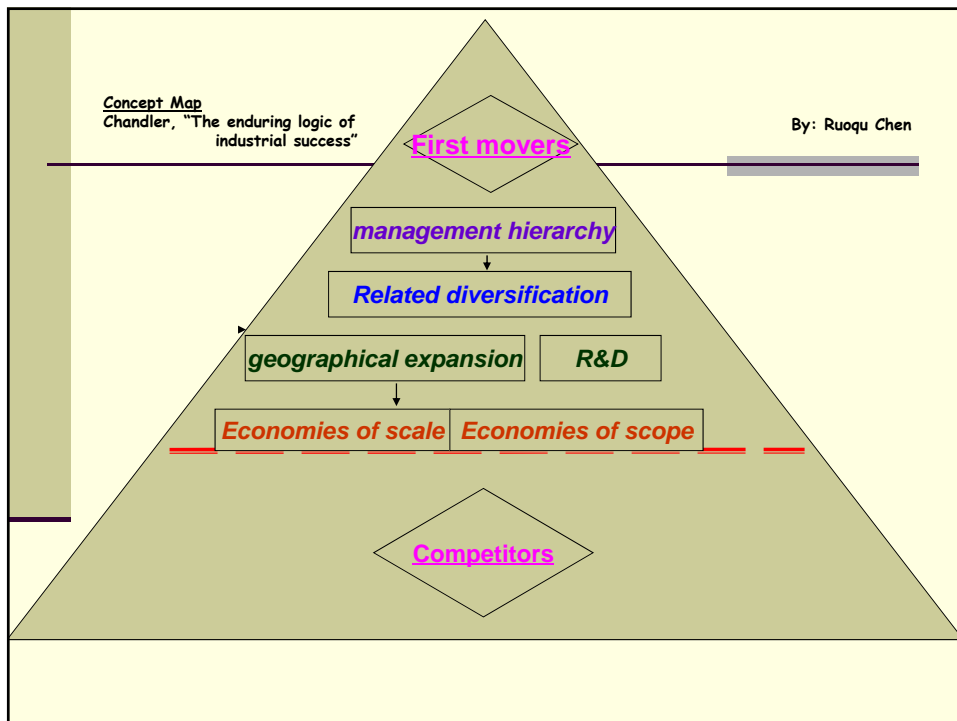 Concept Map
Chandler, “The enduring logic of
industrial success”
By: Ruoqu Chen
First movers
management hierarchy
Related diversification
geographical expansion
R&D
Economies of scale
Economies of scope
Competitors